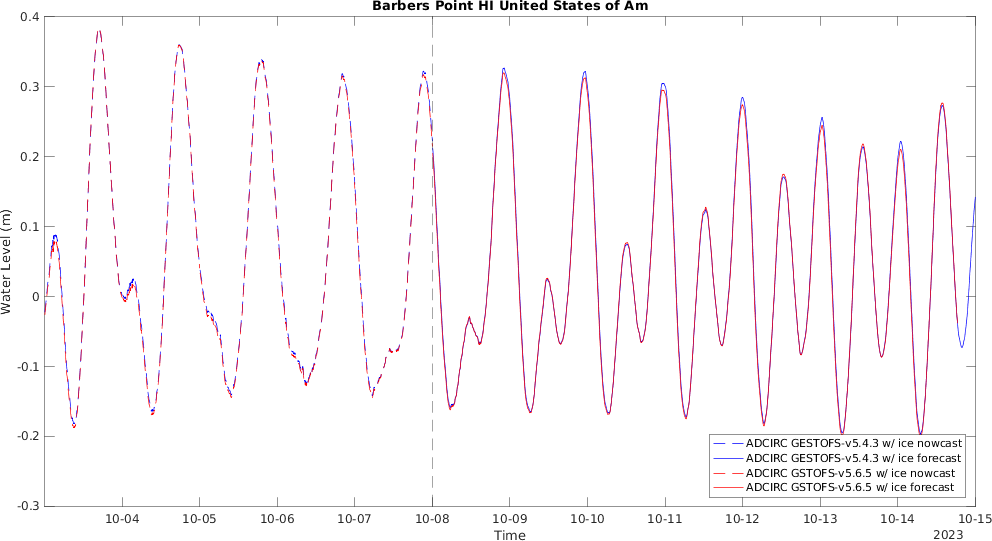 Barbers Point HI United States of Am
0.4
0.3
0.2
0.1
0
-0.1
-0.2
-0.3
Water Level (m)
ADCIRC GESTOFS-v5.4.3 w/ ice nowcast
ADCIRC GESTOFS-v5.4.3 w/ ice forecast
ADCIRC GSTOFS-v5.6.5 w/ ice nowcast
ADCIRC GSTOFS-v5.6.5 w/ ice forecast
10-04 10-05 10-06 10-07 10-08 10-09 10-10 10-11 10-12 10-13 10-14 10-15
Time
2023